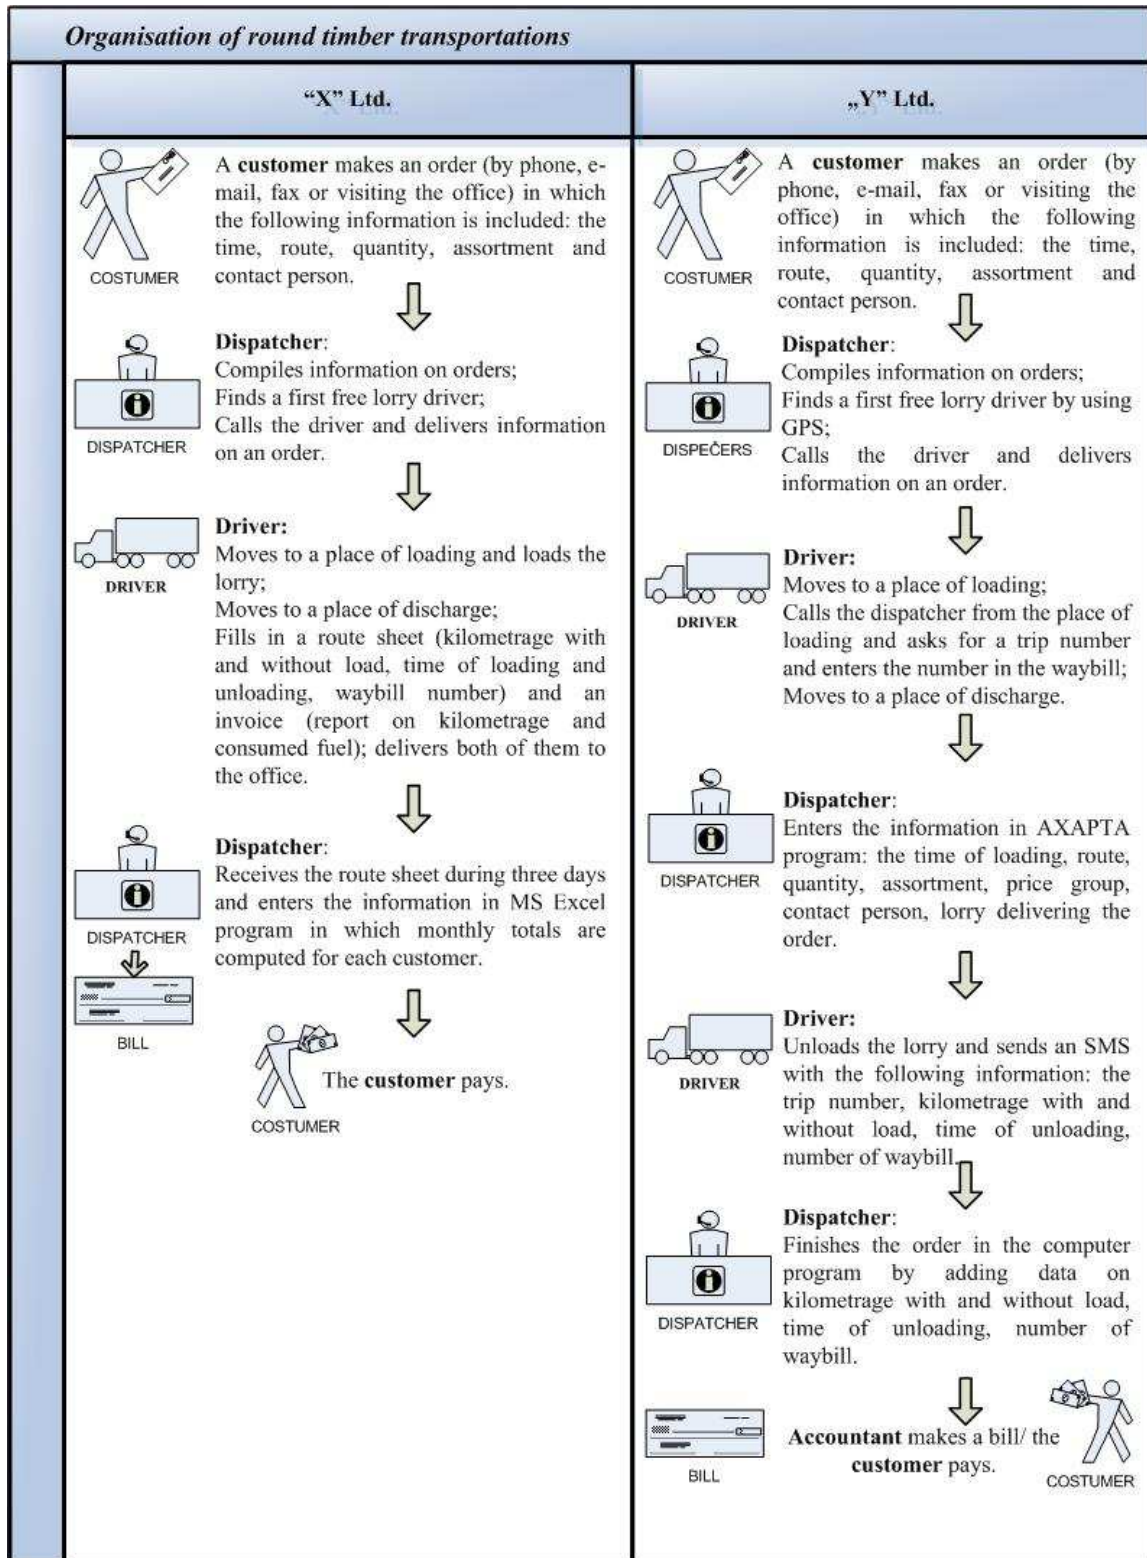 Organisation of round timber transportations
“X” Ltd.
A customer makes an order (by phone, e-
mail, fax or visiting the office) in which
the following information is included: the
time, route, quantity, assortment and
contact person.
COSTUMER
Dispatcher:
Compiles information on orders;
Finds a first free lorry driver;
Calls the driver and delivers information
on an order.
DISPATCHER
Driver:
Moves to a place of loading and loads the
lorry;
Moves to a place of discharge;
Fills in a route sheet (kilometrage with
and without load, time of loading and
unloading, waybill number) and an
invoice (report on kilometrage and
consumed fuel); delivers both of them to
the office.
DRIVER
Dispatcher:
Receives the route sheet during three days
and enters the information in MS Excel
program in which monthly totals are
computed for each customer.
DISPATCHER
BILL
The customer pays.
COSTUMER
„Y” Ltd.
A customer makes an order (by
phone, e-mail, fax or visiting the
office) in which the following
information is included: the time,
route, quantity, assortment and
contact person.
COSTUMER
Dispatcher:
Compiles information on orders;
Finds a first free lorry driver by using
GPS;
Calls the driver and delivers
information on an order.
DISPEČERS
Driver:
Moves to a place of loading;
Calls the dispatcher from the place of
loading and asks for a trip number
and enters the number in the waybill;
Moves to a place of discharge.
DRIVER
Dispatcher:
Enters the information in AXAPTA
program: the time of loading, route,
quantity, assortment, price group,
contact person, lorry delivering the
order.
DISPATCHER
Driver:
Unloads the lorry and sends an SMS
with the following information: the
trip number, kilometrage with and
without load, time of unloading,
number of waybill.
DRIVER
Dispatcher:
Finishes the order in the computer
program by adding data on
kilometrage with and without load,
time of unloading, number of
waybill.
DISPATCHER
Accountant makes a bill/ the
customer pays.
BILL
COSTUMER